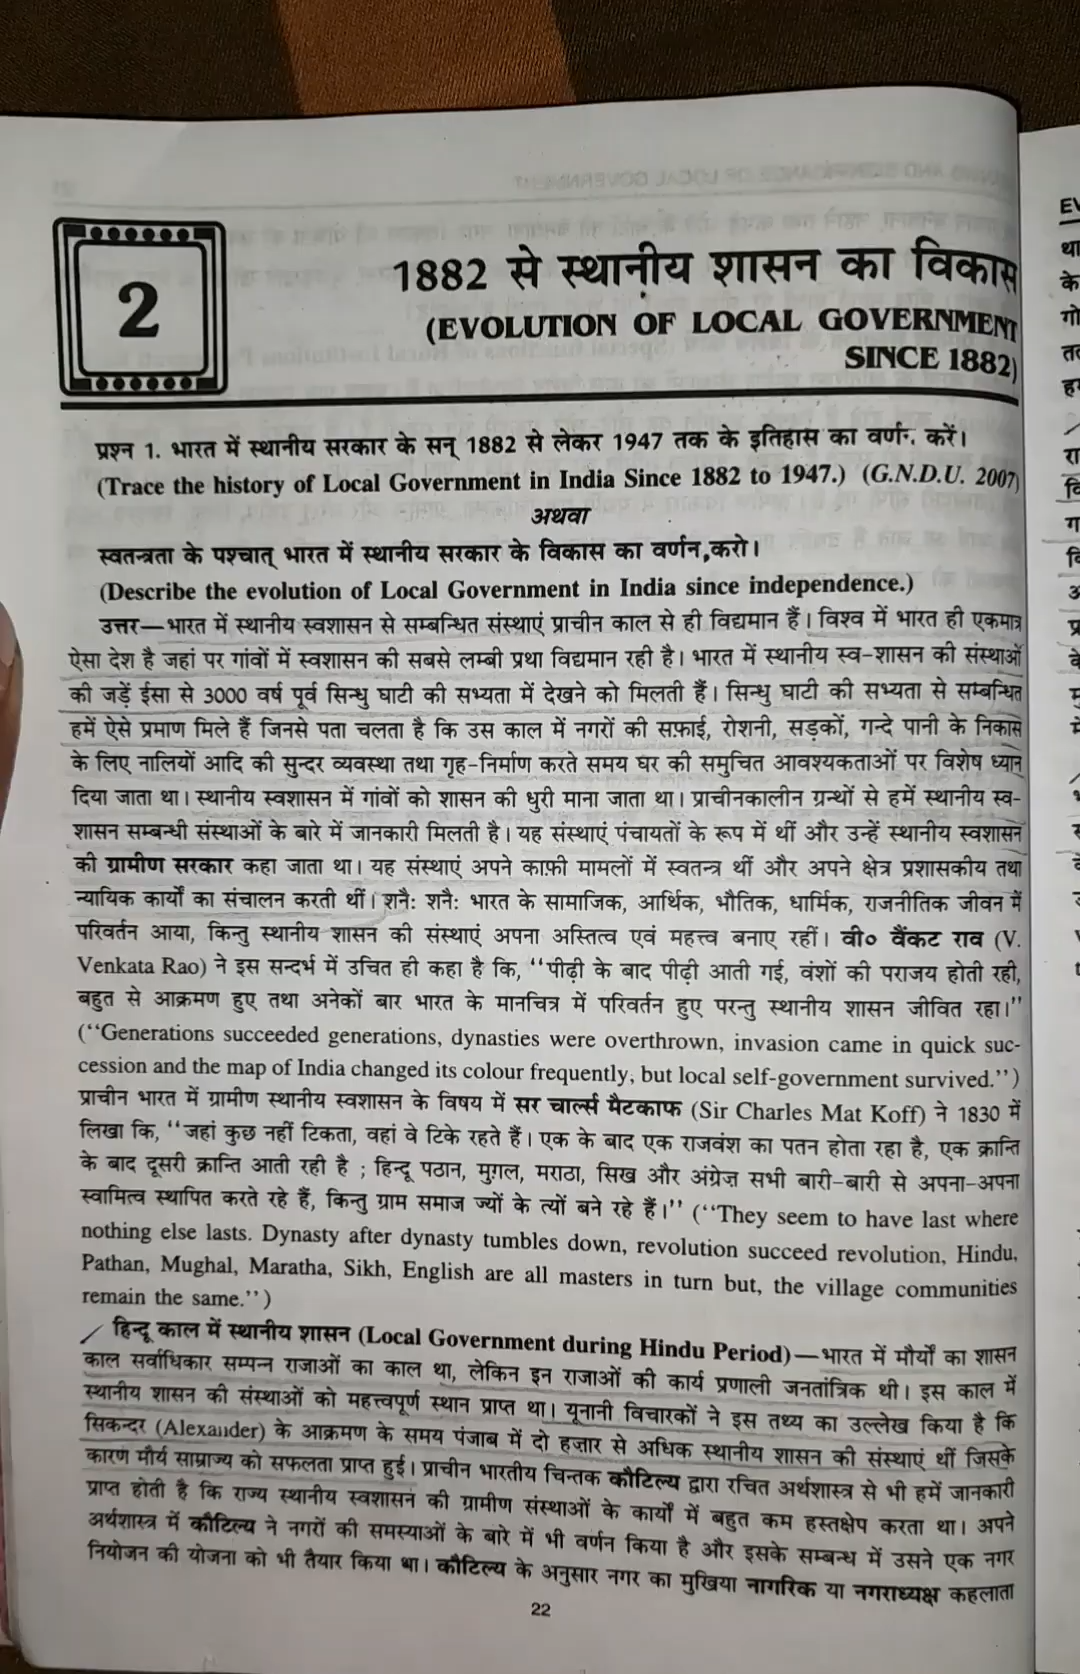 2
1882 से स्थानीय शासन का विकास
(EVOLUTION OF LOCAL GOVERNMENT
SINCE 1882)
प्रश्न 1. भारत में स्थानीय सरकार के सन् 1882 से लेकर 1947 तक के इतिहास का वर्णन करें।
(Trace the history of Local Government in India Since 1882 to 1947.) (G.N.D.U. 2007)
अथवा
स्वतन्त्रता के पश्चात् भारत में स्थानीय सरकार के विकास का वर्णन करो।
(Describe the evolution of Local Government in India since independence.)
उत्तर—भारत में स्थानीय स्वशासन से सम्बन्धित संस्थाएं प्राचीन काल से ही विद्यमान हैं। विश्व में भारत ही एकमात्र
ऐसा देश है जहां पर गांवों में स्वशासन की सबसे लम्बी प्रथा विद्यमान रही है। भारत में स्थानीय स्व-शासन की संस्थाओं
की जड़ें ईसा से 3000 वर्ष पूर्व सिन्धु घाटी की सभ्यता में देखने को मिलती हैं। सिन्धु घाटी की सभ्यता से सम्बन्धित
हमें ऐसे प्रमाण मिले हैं जिनसे पता चलता है कि उस काल में नगरों की सफ़ाई, रोशनी, सड़कों, गन्दे पानी के निकास
के लिए नालियों आदि की सुन्दर व्यवस्था तथा गृह-निर्माण करते समय घर की समुचित आवश्यकताओं पर विशेष ध्यान
दिया जाता था। स्थानीय स्वशासन में गांवों को शासन की धुरी माना जाता था। प्राचीनकालीन ग्रन्थों से हमें स्थानीय स्व-
शासन सम्बन्धी संस्थाओं के बारे में जानकारी मिलती है। यह संस्थाएं पंचायतों के रूप में थीं और उन्हें स्थानीय स्वशासन
की ग्रामीण सरकार कहा जाता था। यह संस्थाएं अपने काफ़ी मामलों में स्वतन्त्र थीं और अपने क्षेत्र प्रशासकीय तथा
न्यायिक कार्यों का संचालन करती थीं। शनै: शनै: भारत के सामाजिक, आर्थिक, भौतिक, धार्मिक, राजनीतिक जीवन में
परिवर्तन आया, किन्तु स्थानीय शासन की संस्थाएं अपना अस्तित्व एवं महत्त्व बनाए रहीं। वी० वैंकट राव (V.
Venkata Rao) ने इस सन्दर्भ में उचित ही कहा है कि, ‘‘पीढ़ी के बाद पीढ़ी आती गई, वंशों की पराजय होती रही,
बहुत से आक्रमण हुए तथा अनेकों बार भारत के मानचित्र में परिवर्तन हुए परन्तु स्थानीय शासन जीवित रहा।’’
(‘‘Generations succeeded generations, dynasties were overthrown, invasion came in quick suc-
cession and the map of India changed its colour frequently, but local self-government survived.’’)
प्राचीन भारत में ग्रामीण स्थानीय स्वशासन के विषय में सर चार्ल्स मैटकाफ (Sir Charles Mat Koff) ने 1830 में
लिखा कि, ‘‘जहां कुछ नहीं टिकता, वहां वे टिके रहते हैं। एक के बाद एक राजवंश का पतन होता रहा है, एक क्रान्ति
के बाद दूसरी क्रान्ति आती रही है ; हिन्दू पठान, मुग़ल, मराठा, सिख और अंग्रेज़ सभी बारी-बारी से अपना-अपना
स्वामित्व स्थापित करते रहे हैं, किन्तु ग्राम समाज ज्यों के त्यों बने रहे हैं।’’ (‘‘They seem to have last where
nothing else lasts. Dynasty after dynasty tumbles down, revolution succeed revolution, Hindu,
Pathan, Mughal, Maratha, Sikh, English are all masters in turn but, the village communities
remain the same.’’)
हिन्दू काल में स्थानीय शासन (Local Government during Hindu Period)—भारत में मौर्यों का शासन
काल सर्वाधिकार सम्पन्न राजाओं का काल था, लेकिन इन राजाओं की कार्य प्रणाली जनतांत्रिक थी। इस काल में
स्थानीय शासन की संस्थाओं को महत्त्वपूर्ण स्थान प्राप्त था। यूनानी विचारकों ने इस तथ्य का उल्लेख किया है कि
सिकन्दर (Alexander) के आक्रमण के समय पंजाब में दो हज़ार से अधिक स्थानीय शासन की संस्थाएं थीं जिसके
कारण मौर्य साम्राज्य को सफलता प्राप्त हुई। प्राचीन भारतीय चिन्तक कौटिल्य द्वारा रचित अर्थशास्त्र से भी हमें जानकारी
प्राप्त होती है कि राज्य स्थानीय स्वशासन की ग्रामीण संस्थाओं के कार्यों में बहुत कम हस्तक्षेप करता था। अपने
अर्थशास्त्र में कौटिल्य ने नगरों की समस्याओं के बारे में भी वर्णन किया है और इसके सम्बन्ध में उसने एक नगर
नियोजन की योजना को भी तैयार किया था। कौटिल्य के अनुसार नगर का मुखिया नागरिक या नगराध्यक्ष कहलाता
22